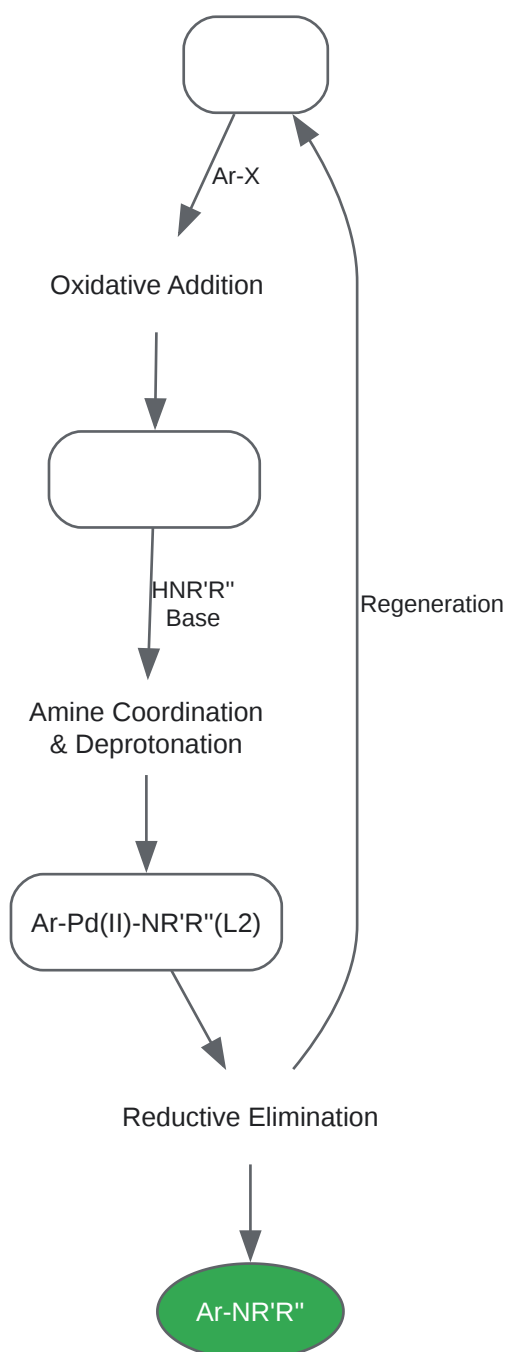 Ar-X
Oxidative Addition
HNR'R"
Base
Regeneration
Amine Coordination
& Deprotonation
Ar-Pd(II)-NR'R"(L2)
Reductive Elimination
Ar-NR'R"